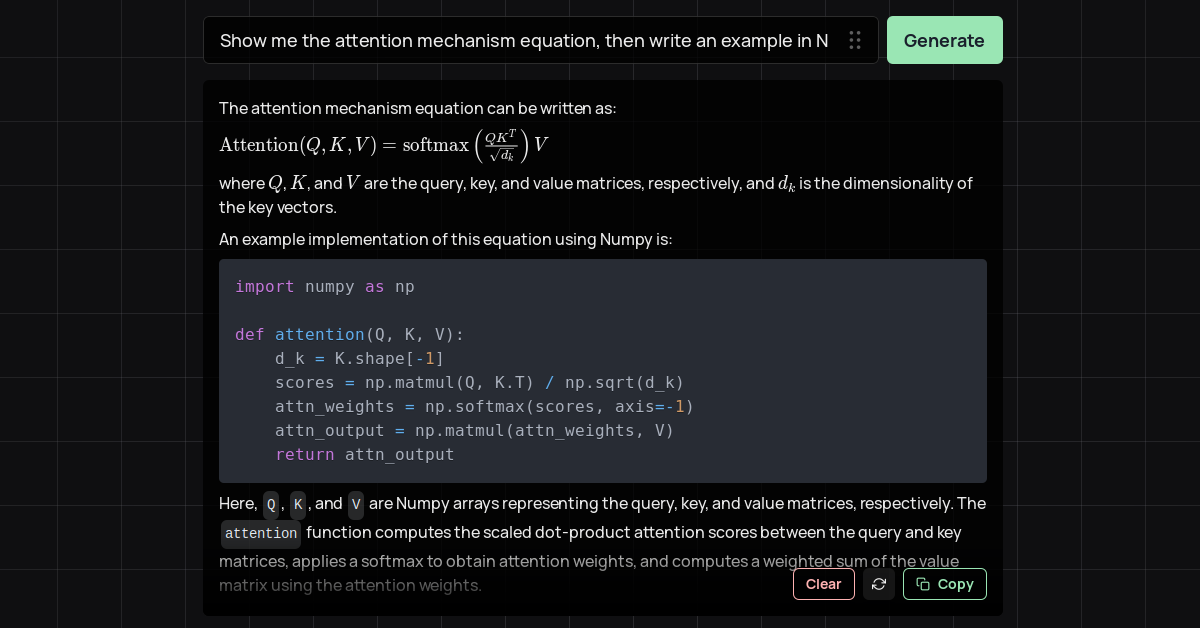 Show me the attention mechanism equation, then write an example in N
Generate
The attention mechanism equation can be written as:
Attention(Q, K, V) = softmax(QK^T / √d_k) V
where Q, K, and V are the query, key, and value matrices, respectively, and d_k is the dimensionality of
the key vectors.
An example implementation of this equation using Numpy is:
import numpy as np
def attention(Q, K, V):
    d_k = K.shape[-1]
    scores = np.matmul(Q, K.T) / np.sqrt(d_k)
    attn_weights = np.softmax(scores, axis=-1)
    attn_output = np.matmul(attn_weights, V)
    return attn_output
Here, Q, K, and V are Numpy arrays representing the query, key, and value matrices, respectively. The
attention function computes the scaled dot-product attention scores between the query and key
matrices, applies a softmax to obtain attention weights, and computes a weighted sum of the value
matrix using the attention weights.
Clear
Copy